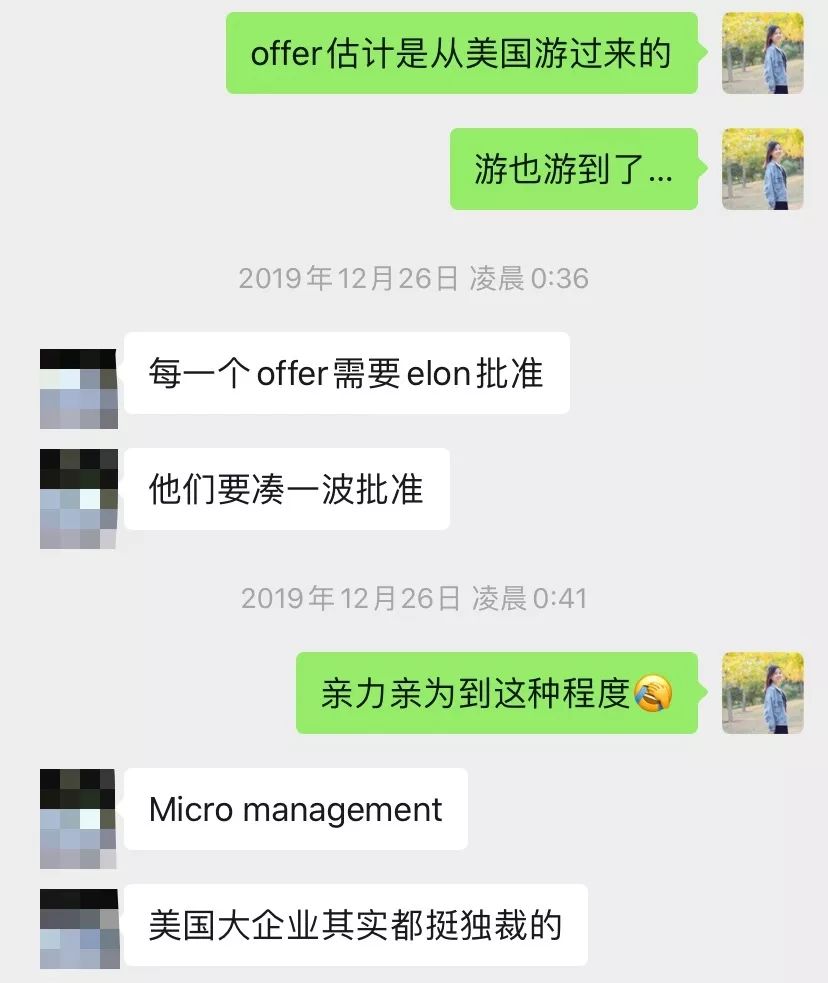 offer估计是从美国游过来的
游也游到了...
2019年12月26日 凌晨0:36
每一个offer需要elon批准
他们要凑一波批准
2019年12月26日 凌晨0:41
亲力亲为到这种程度🤣
Micro management
美国大企业其实都挺独裁的